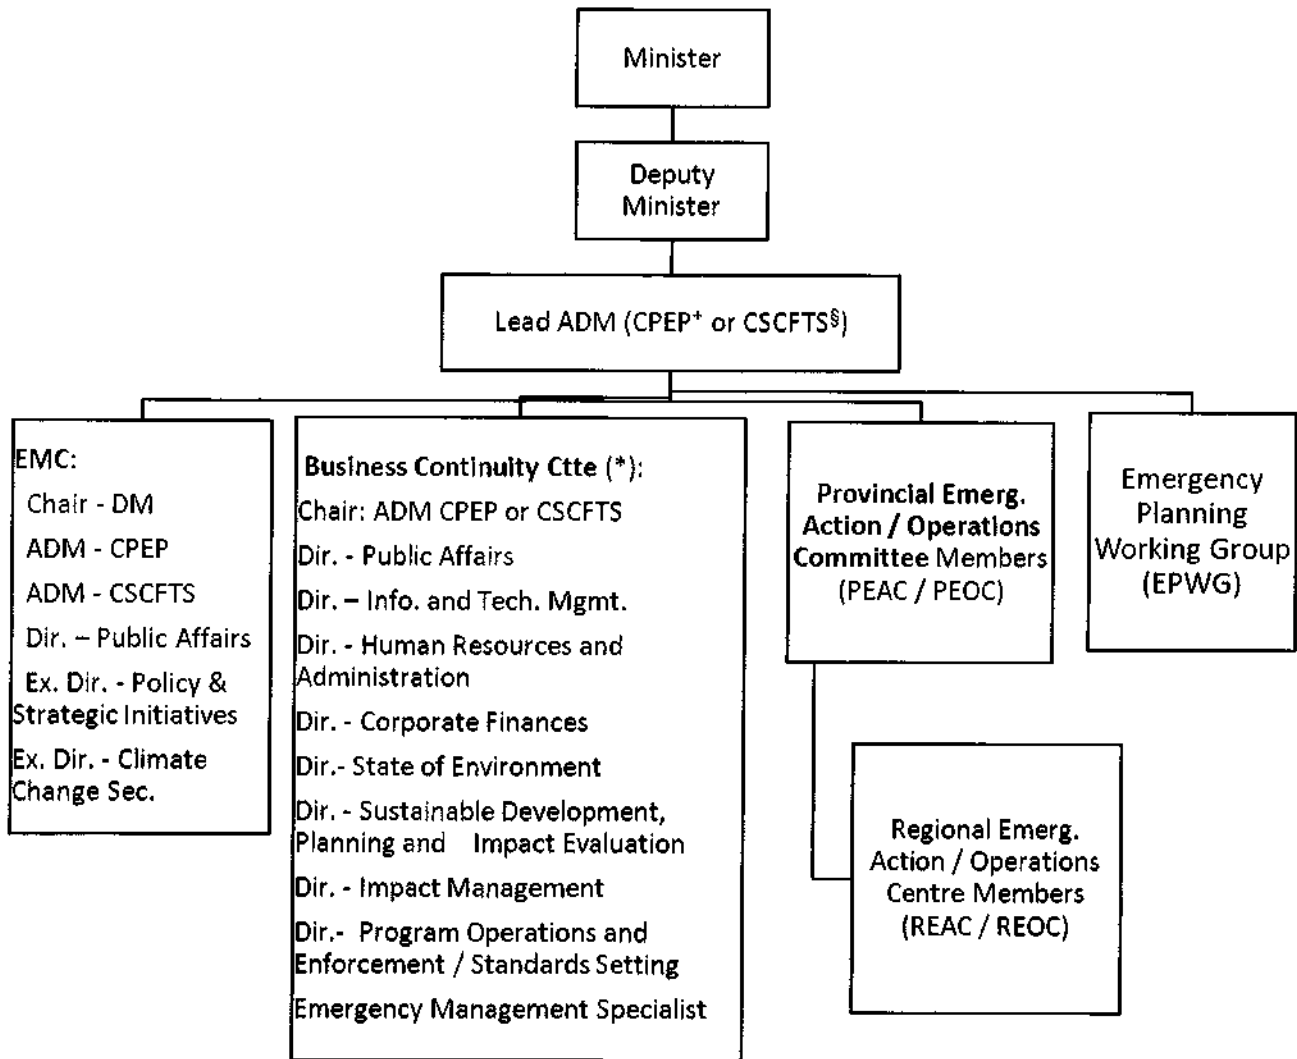 Minister
Deputy
Minister
Lead ADM (CPEP⁺ or CSCFTS§)
EMC:
Chair - DM
ADM - CPEP
ADM - CSCFTS
Dir. – Public Affairs
Ex. Dir. - Policy &
Strategic Initiatives
Ex. Dir. - Climate
Change Sec.
Business Continuity Ctte (*):
Chair: ADM CPEP or CSCFTS
Dir. - Public Affairs
Dir. – Info. and Tech. Mgmt.
Dir. - Human Resources and
Administration
Dir. - Corporate Finances
Dir.- State of Environment
Dir. - Sustainable Development,
Planning and Impact Evaluation
Dir. - Impact Management
Dir.- Program Operations and
Enforcement / Standards Setting
Emergency Management Specialist
Provincial Emerg.
Action / Operations
Committee Members
(PEAC / PEOC)
Emergency
Planning
Working Group
(EPWG)
Regional Emerg.
Action / Operations
Centre Members
(REAC / REOC)